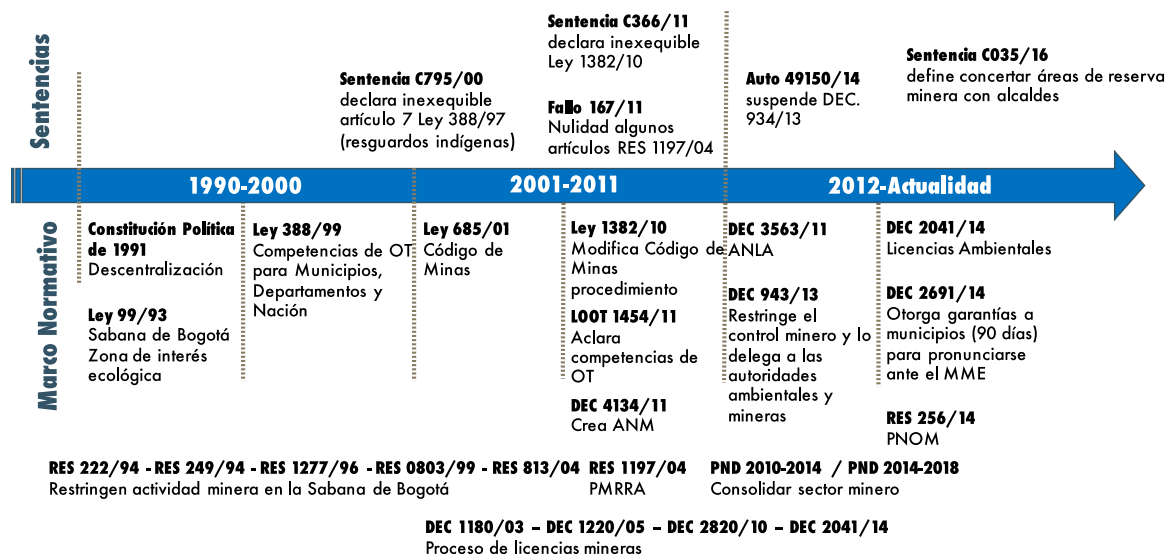 Sentencias
Sentencia C795/00
declara inexequible
artículo 7 Ley 388/97
(resguardos indígenas)
Sentencia C366/11
declara inexequible
Ley 1382/10
Fallo 167/11
Nulidad algunos
artículos RES 1197/04
Auto 49150/14
suspende DEC.
934/13
Sentencia C035/16
define concertar áreas de reserva
minera con alcaldes
1990-2000
2001-2011
2012-Actualidad
Marco Normativo
Constitución Política
de 1991
Descentralización
Ley 99/93
Sabana de Bogotá
Zona de interés
ecológica
Ley 388/99
Competencias de OT
para Municipios,
Departamentos y
Nación
Ley 685/01
Código de
Minas
Ley 1382/10
Modifica Código de
Minas
procedimiento
LOOT 1454/11
Aclara
competencias de
OT
DEC 4134/11
Crea ANM
DEC 3563/11
ANLA
DEC 943/13
Restringe el
control minero y lo
delega a las
autoridades
ambientales y
mineras
DEC 2041/14
Licencias Ambientales
DEC 2691/14
Otorga garantías a
municipios (90 días)
para pronunciarse
ante el MME
RES 256/14
PNOM
RES 222/94 - RES 249/94 - RES 1277/96 - RES 0803/99 - RES 813/04
Restringen actividad minera en la Sabana de Bogotá
RES 1197/04
PMRRA
PND 2010-2014 / PND 2014-2018
Consolidar sector minero
DEC 1180/03 – DEC 1220/05 – DEC 2820/10 – DEC 2041/14
Proceso de licencias mineras